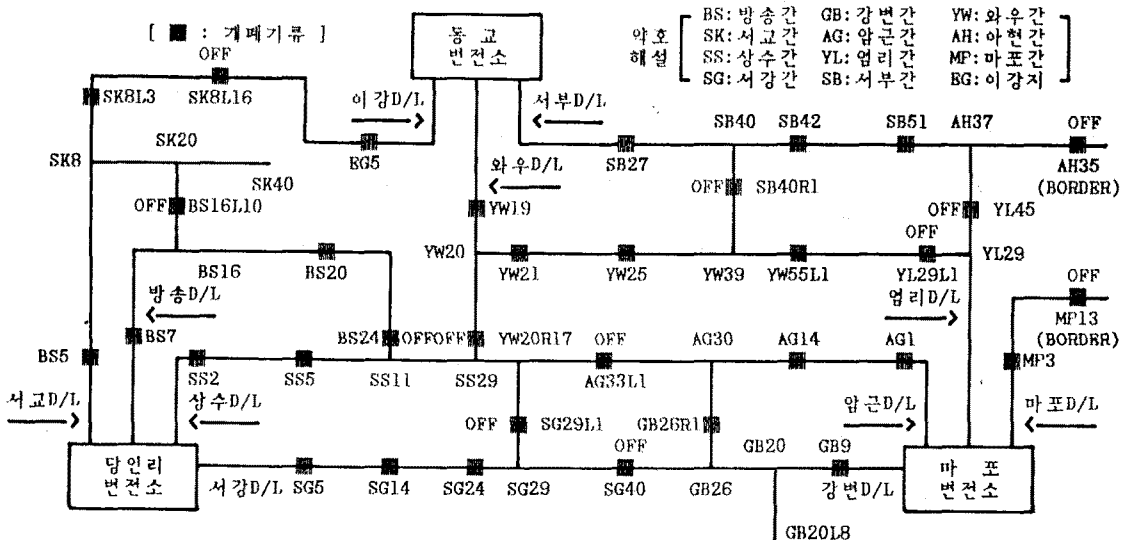 [ ■ : 개폐기류 ]
약호
해설
BS: 방송간 GB: 강변간 YW: 와우간
SK: 서교간 AG: 암근간 AH: 아현간
SS: 상수간 YL: 염리간 MP: 마포간
SG: 서강간 SB: 서부간 EG: 이강지
동교
변전소
OFF
SK8L3
SK8L16
이강D/L
서부D/L
SB40
SB42
SB51
AH37
OFF
SK20
SK8
EG5
SB27
AH35
(BORDER)
SK40
와우D/L
OFF
SB40R1
OFF
BS16L10
YW19
OFF
YL45
OFF
BS16
BS20
YW20
YW21
YW25
YW39
YW55L1
YL29L1
YL29
방송D/L
염리D/L
OFF
MP13
(BORDER)
BS7
BS24
OFF
OFF
YW20R17
OFF
AG30
AG14
AG1
BS5
SS2
SS5
SS11
SS29
AG33L1
MP3
서교D/L
상수D/L
OFF
SG29L1
GB26R1
암근D/L
마포D/L
OFF
GB20
GB9
당인리
변전소
서강D/L
SG5
SG14
SG24
SG29
SG40
GB26
강변D/L
마포
변전소
GB20L8